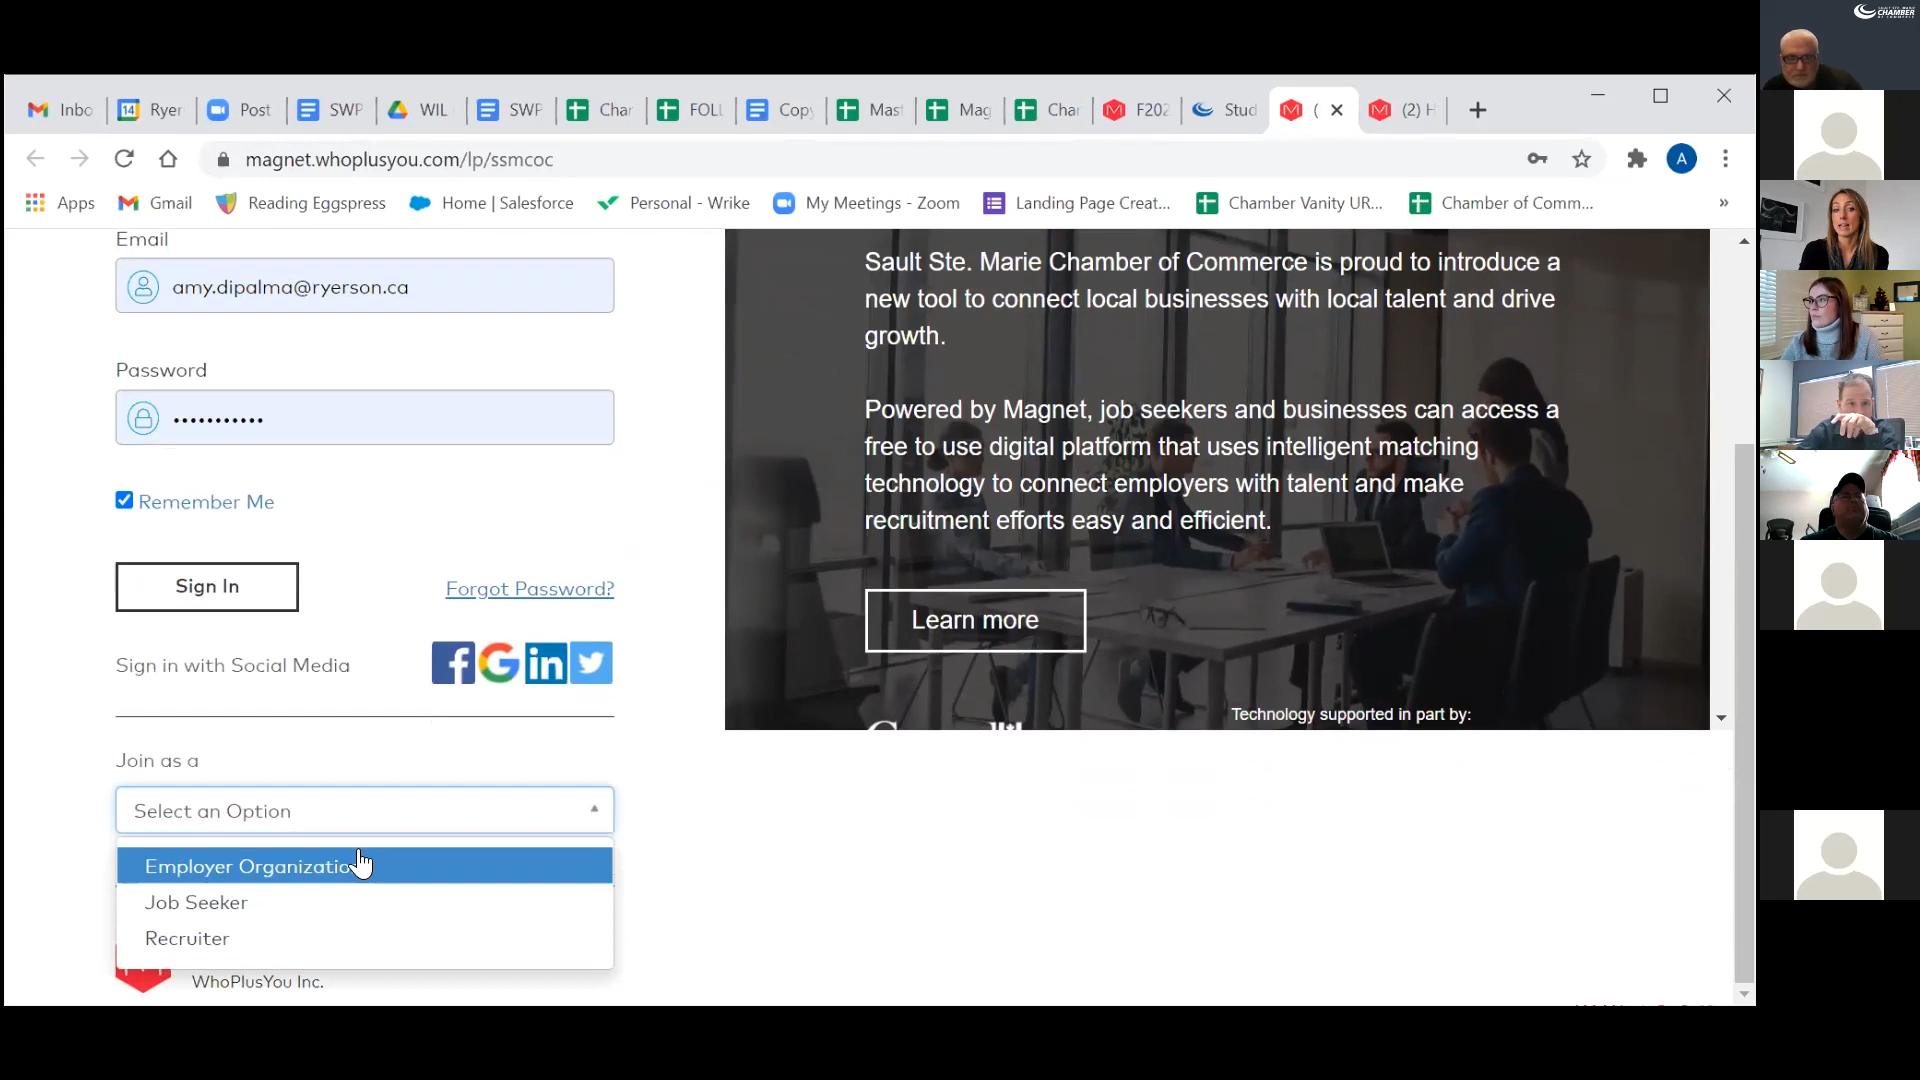 CHAMBER
Inbo
14
Ryer
Post
SWP
WIL
SWP
Char
FOLL
Copy
Mast
Mag
Char
F202
Stud
(
(2) H
magnet.whoplusyou.com/lp/ssmcoc
A
Apps
Gmail
Reading Eggspress
Home | Salesforce
Personal - Wrike
My Meetings - Zoom
Landing Page Creat...
Chamber Vanity UR...
Chamber of Comm...
»
Email
amy.dipalma@ryerson.ca
Password
Remember Me
Sign In
Forgot Password?
Sign in with Social Media
Join as a
Select an Option
Employer Organizatio
Job Seeker
Recruiter
WhoPlusYou Inc.
Sault Ste. Marie Chamber of Commerce is proud to introduce a
new tool to connect local businesses with local talent and drive
growth.
Powered by Magnet, job seekers and businesses can access a
free to use digital platform that uses intelligent matching
technology to connect employers with talent and make
recruitment efforts easy and efficient.
Learn more
Technology supported in part by: